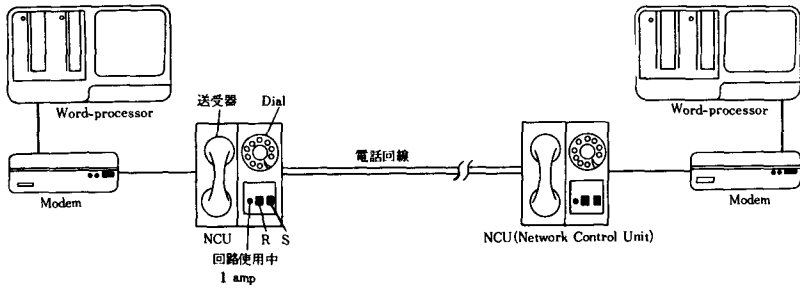 Word-processor
Word-processor
送受器
Dial
電話回線
Modem
Modem
NCU
R
S
NCU(Network Control Unit)
回路使用中
1 amp